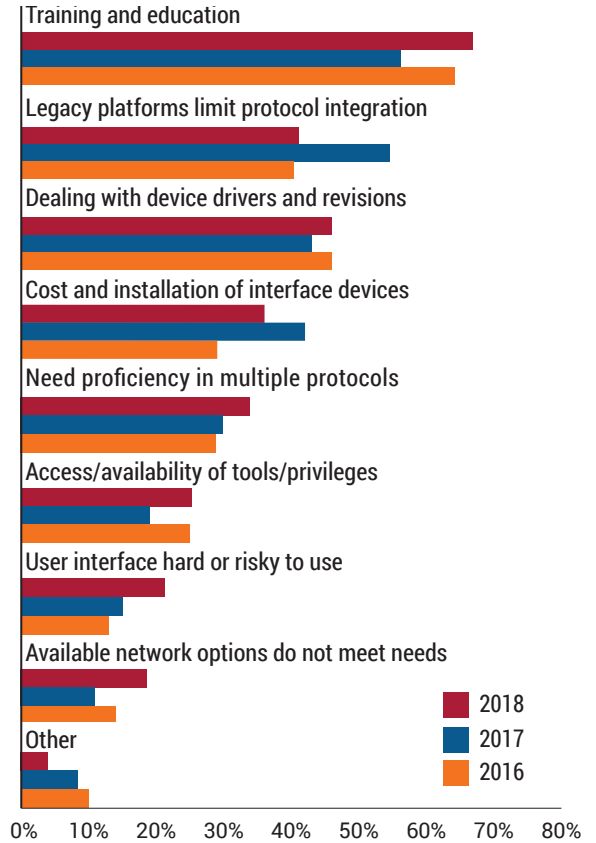 Training and education
Legacy platforms limit protocol integration
Dealing with device drivers and revisions
Cost and installation of interface devices
Need proficiency in multiple protocols
Access/availability of tools/privileges
User interface hard or risky to use
Available network options do not meet needs
2018
Other
2017
2016
0% 10% 20% 30% 40% 50% 60% 70% 80%